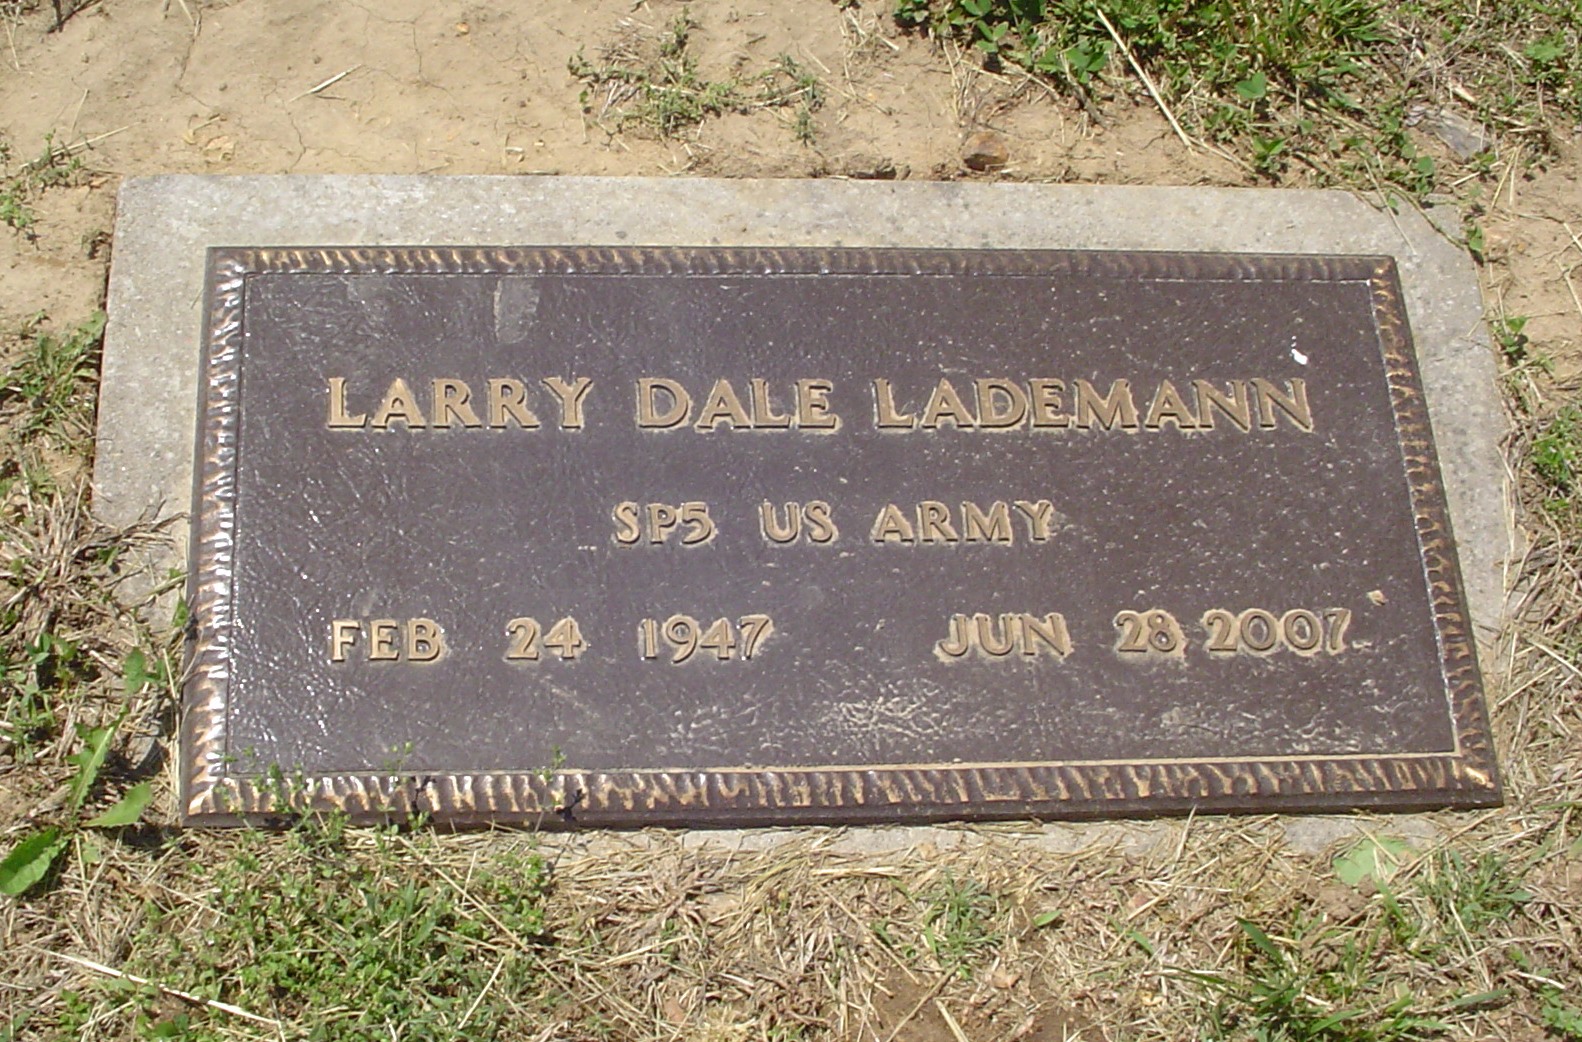 LARRY DALE LADEMANN
SP5 US ARMY
FEB 24 1947 JUN 28 2007